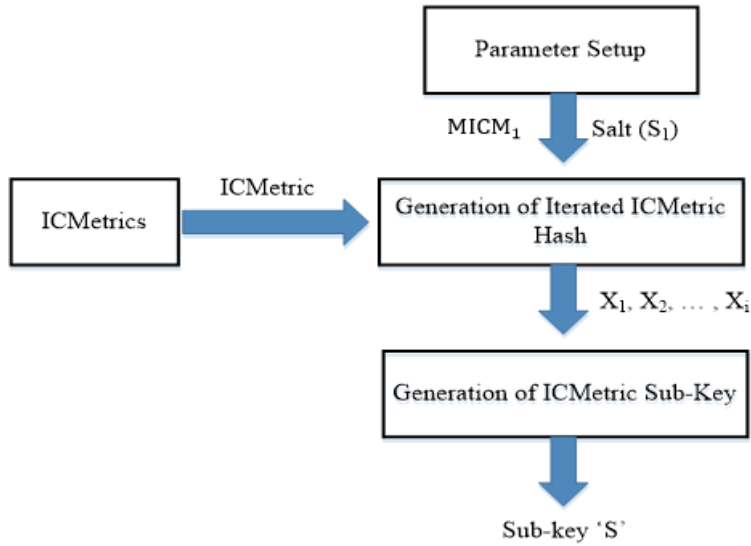 Parameter Setup
MICM₁ Salt (S₁)
ICMetric
ICMetrics
Generation of Iterated ICMetric
Hash
X₁, X₂, … , Xᵢ
Generation of ICMetric Sub-Key
Sub-key ‘S’